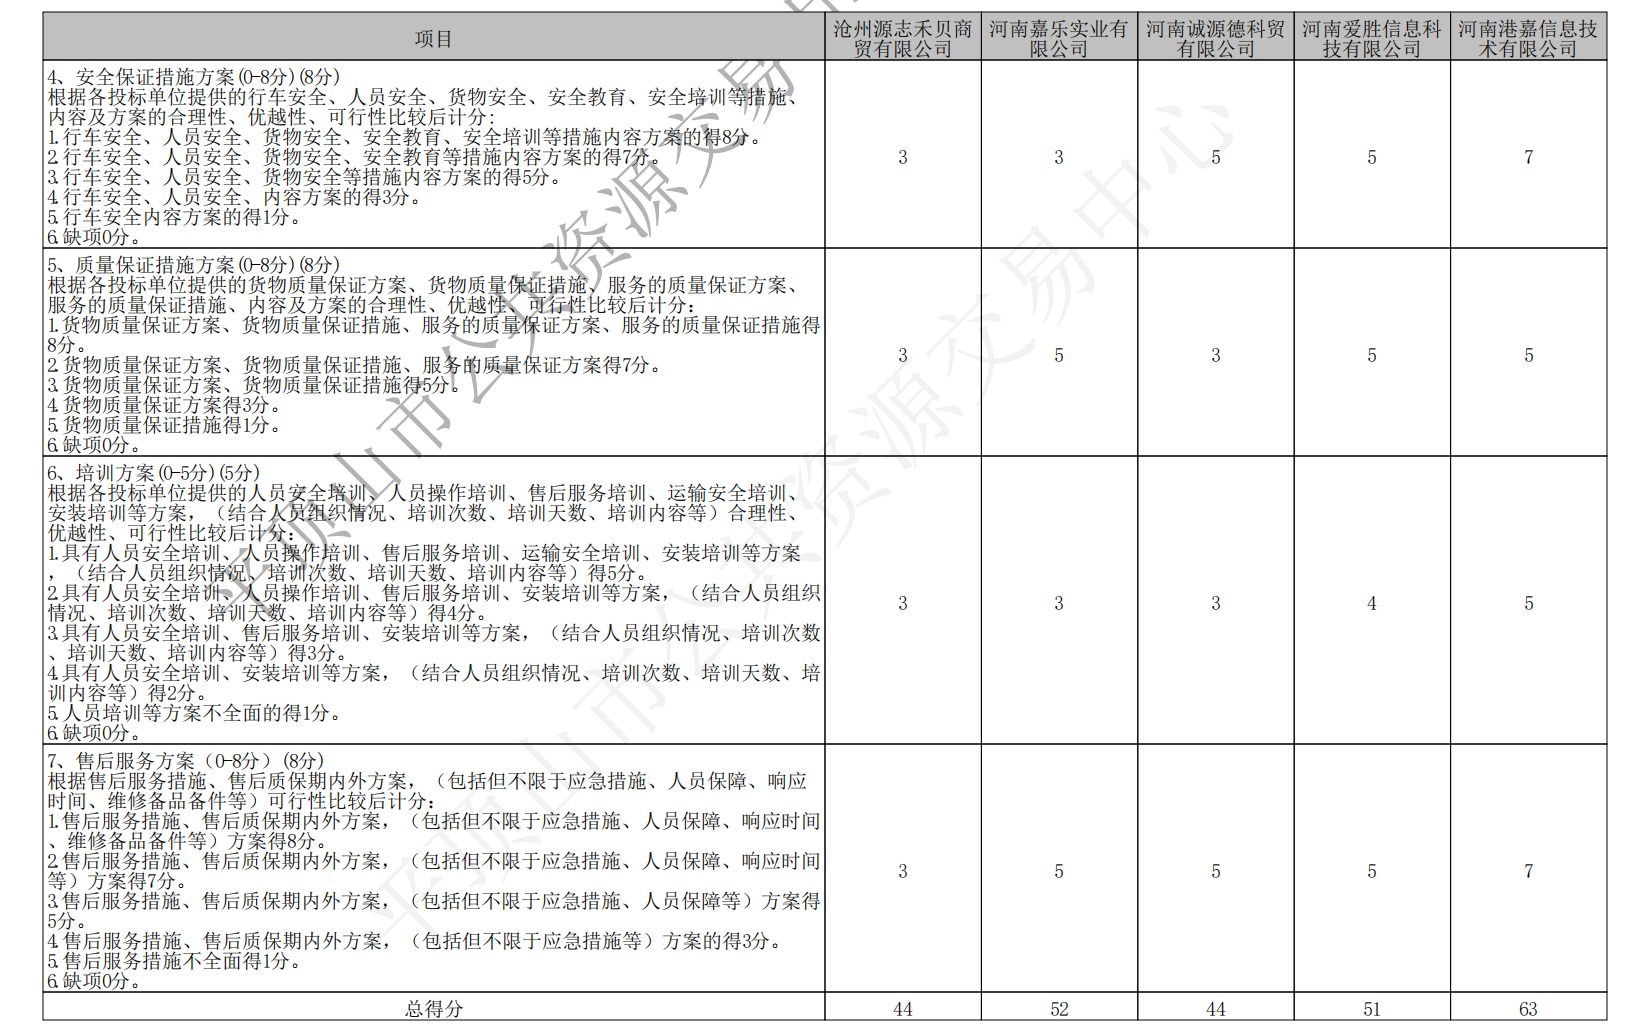 项目
沧州源志禾贝商
贸有限公司
河南嘉乐实业有
限公司
河南诚源德科贸
有限公司
河南爱胜信息科
技有限公司
河南港嘉信息技
术有限公司
4、安全保证措施方案(0-8分)(8分)
根据各投标单位提供的行车安全、人员安全、货物安全、安全教育、安全培训等措施、
内容及方案的合理性、优越性、可行性比较后计分:
1.行车安全、人员安全、货物安全、安全教育、安全培训等措施内容方案的得8分。
2.行车安全、人员安全、货物安全、安全教育等措施内容方案的得7分。
3.行车安全、人员安全、货物安全等措施内容方案的得5分。
4.行车安全、人员安全、内容方案的得3分。
5.行车安全内容方案的得1分。
6.缺项0分。
3
3
5
5
7
5、质量保证措施方案(0-8分)(8分)
根据各投标单位提供的货物质量保证方案、货物质量保证措施、服务的质量保证方案、
服务的质量保证措施、内容及方案的合理性、优越性、可行性比较后计分:
1.货物质量保证方案、货物质量保证措施、服务的质量保证方案、服务的质量保证措施得
8分。
2.货物质量保证方案、货物质量保证措施、服务的质量保证方案得7分。
3.货物质量保证方案、货物质量保证措施得5分。
4.货物质量保证方案得3分。
5.货物质量保证措施得1分。
6.缺项0分。
3
5
3
5
5
6、培训方案(0-5分)(5分)
根据各投标单位提供的人员安全培训、人员操作培训、售后服务培训、运输安全培训、
安装培训等方案，（结合人员组织情况、培训次数、培训天数、培训内容等）合理性、
优越性、可行性比较后计分:
1.具有人员安全培训、人员操作培训、售后服务培训、运输安全培训、安装培训等方案
，（结合人员组织情况、培训次数、培训天数、培训内容等）得5分。
2.具有人员安全培训、人员操作培训、售后服务培训、安装培训等方案，（结合人员组织
情况、培训次数、培训天数、培训内容等）得4分。
3.具有人员安全培训、售后服务培训、安装培训等方案，（结合人员组织情况、培训次数
、培训天数、培训内容等）得3分。
4.具有人员安全培训、安装培训等方案，（结合人员组织情况、培训次数、培训天数、培
训内容等）得2分。
5.人员培训等方案不全面的得1分。
6.缺项0分。
3
3
3
4
5
7、售后服务方案（0-8分）(8分)
根据售后服务措施、售后质保期内外方案，（包括但不限于应急措施、人员保障、响应
时间、维修备品备件等）可行性比较后计分:
1.售后服务措施、售后质保期内外方案，（包括但不限于应急措施、人员保障、响应时间
、维修备品备件等）方案得8分。
2.售后服务措施、售后质保期内外方案，（包括但不限于应急措施、人员保障、响应时间
等）方案得7分。
3.售后服务措施、售后质保期内外方案，（包括但不限于应急措施、人员保障等）方案得
5分。
4.售后服务措施、售后质保期内外方案，（包括但不限于应急措施等）方案的得3分。
5.售后服务措施不全面得1分。
6.缺项0分。
3
5
5
5
7
总得分
44
52
44
51
63
平顶山市公共资源交易中
平顶山市公共资源交易中心